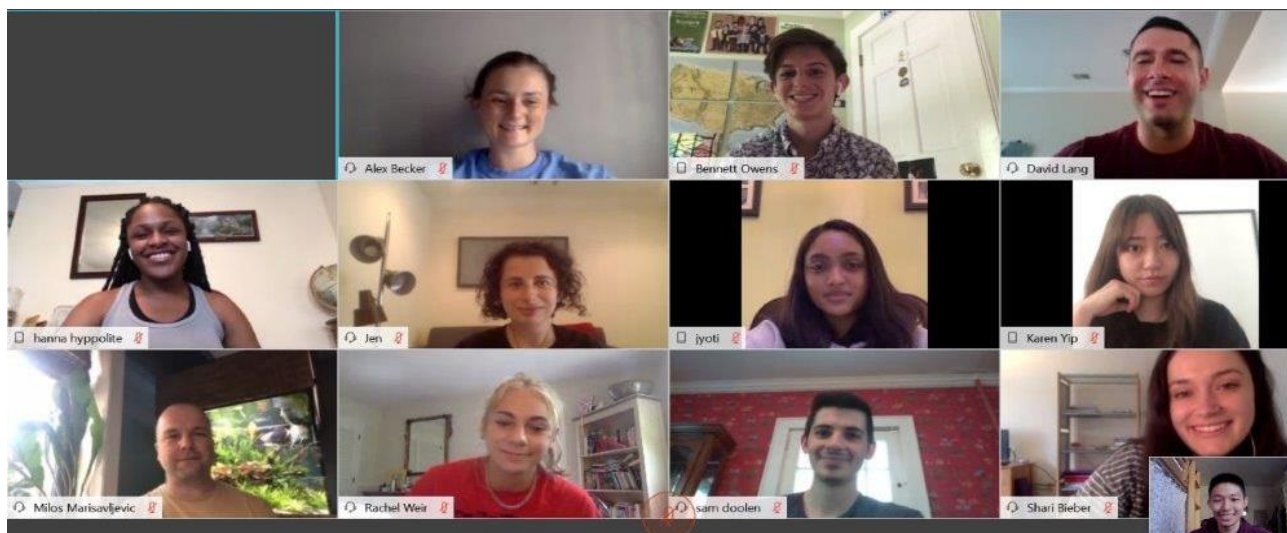 Alex Becker
Bennett Owens
David Lang
hanna hyppolite
Jen
jyoti
Karen Yip
Milos Marisavljevic
Rachel Weir
sam doolen
Shari Bieber